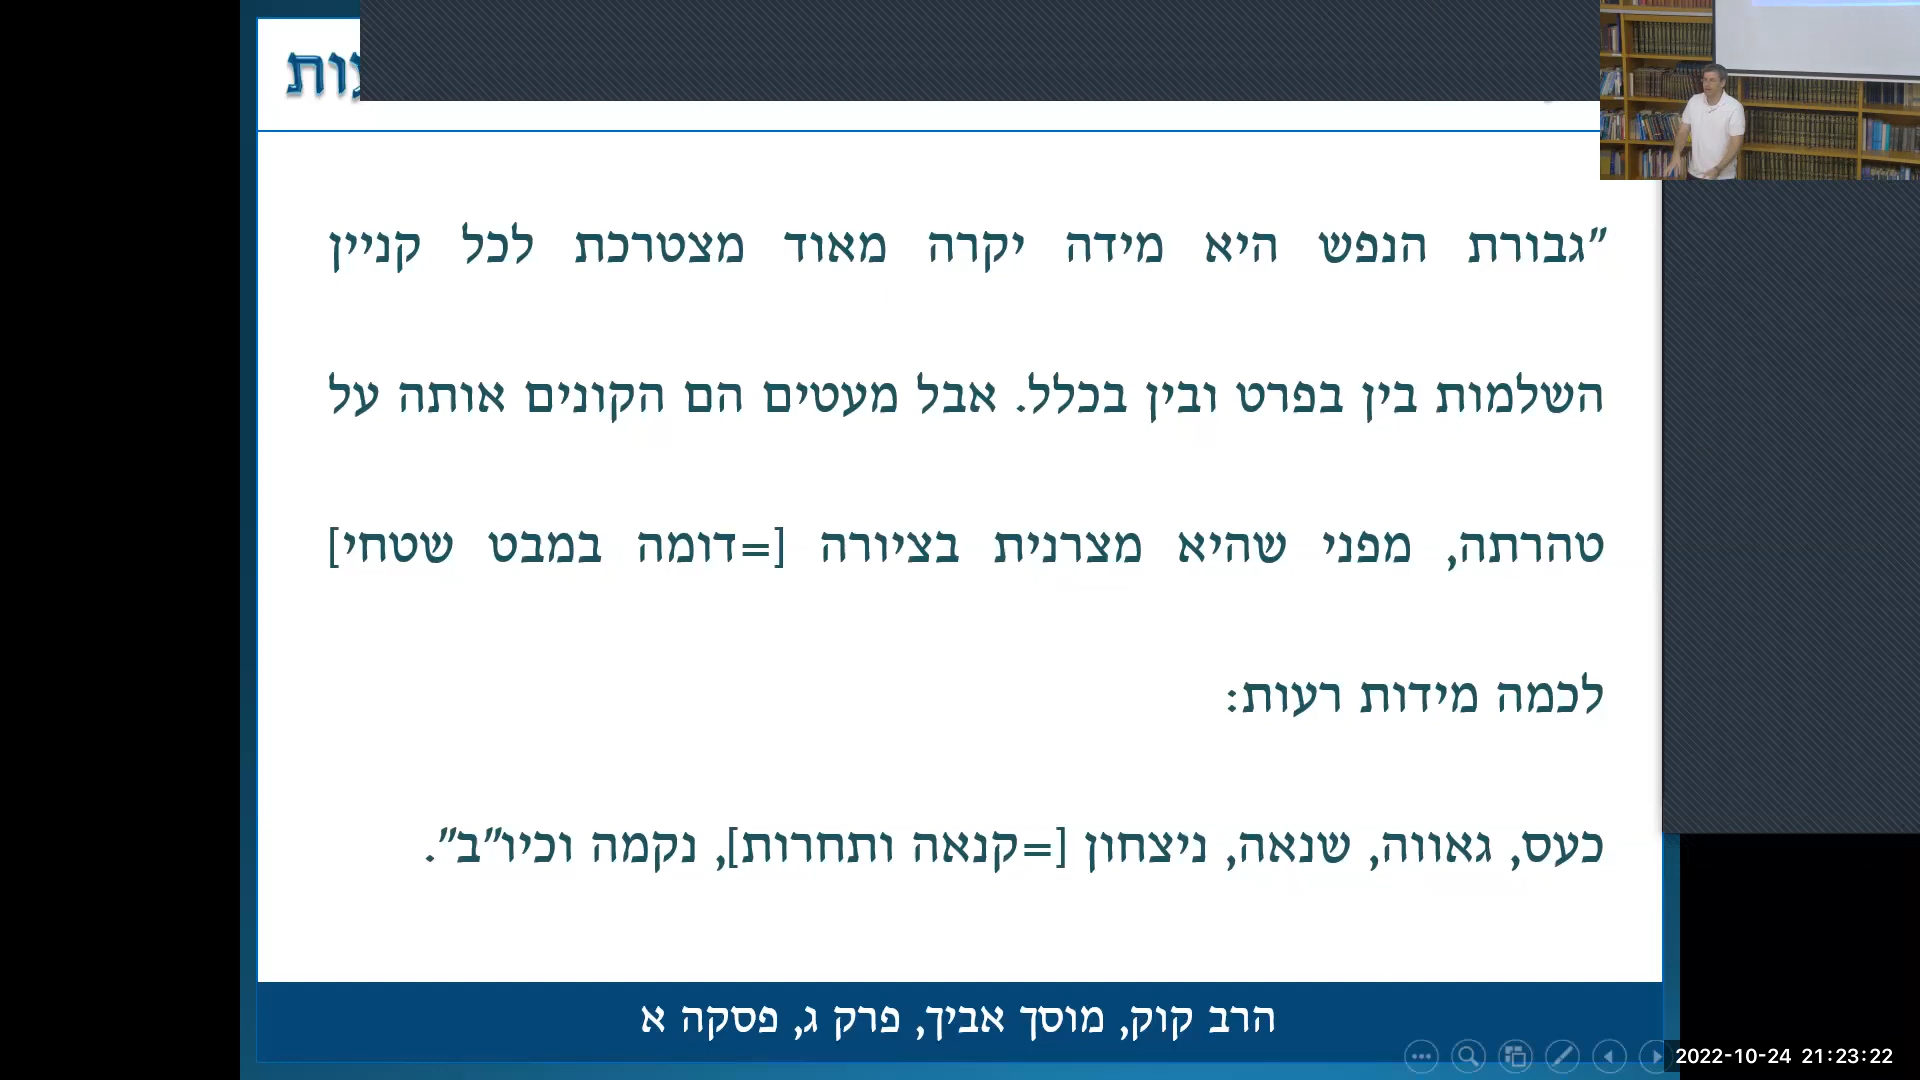 "גבורת הנפש היא מידה יקרה מאוד מצטרכת לכל קניין
השלמות בין בפרט ובין בכלל. אבל מעטים הם הקונים אותה על
טהרתה, מפני שהיא מצרנית בציורה [=דומה במבט שטחי]
לכמה מידות רעות:
כעס, גאווה, שנאה, ניצחון [=קנאה ותחרות], נקמה וכיו"ב".
הרב קוק, מוסך אביך, פרק ג, פסקה א
2022-10-24 21:23:22